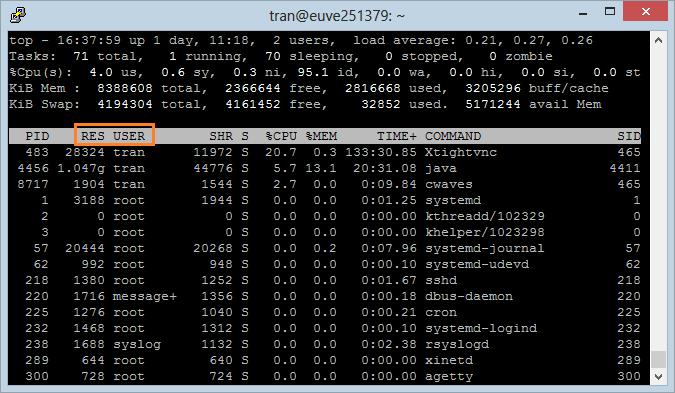 tran@euve251379: ~
top - 16:37:59 up 1 day, 11:18,  2 users,  load average: 0.21, 0.27, 0.26
Tasks:  71 total,   1 running,  70 sleeping,   0 stopped,   0 zombie
%Cpu(s):  4.0 us,  0.6 sy,  0.3 ni, 95.1 id,  0.0 wa,  0.0 hi,  0.0 si,  0.0 st
KiB Mem :  8388608 total,  2366644 free,  2816668 used,  3205296 buff/cache
KiB Swap:  4194304 total,  4161452 free,    32852 used.  5171244 avail Mem
PID    RES USER       SHR S  %CPU %MEM     TIME+ COMMAND                 SID
483  28324 tran     11972 S  20.7  0.3 133:30.85 Xtightvnc               465
4456 1.047g tran     44776 S   5.7 13.1  20:31.08 java                   4411
8717   1904 tran      1544 S   2.7  0.0   0:09.84 cwaves                  465
1   3188 root      1944 S   0.0  0.0   0:01.25 systemd                   1
2      0 root         0 S   0.0  0.0   0:00.00 kthreadd/102329           0
3      0 root         0 S   0.0  0.0   0:00.00 khelper/1023298           0
57  20444 root     20268 S   0.0  0.2   0:07.96 systemd-journal          57
62    992 root       948 S   0.0  0.0   0:00.10 systemd-udevd            62
218   1380 root      1252 S   0.0  0.0   0:01.67 sshd                    218
220   1716 message+  1356 S   0.0  0.0   0:00.18 dbus-daemon             220
225   1276 root      1040 S   0.0  0.0   0:00.21 cron                    225
232   1468 root      1312 S   0.0  0.0   0:00.10 systemd-logind          232
238   1688 syslog    1132 S   0.0  0.0   0:02.38 rsyslogd                238
289    644 root       640 S   0.0  0.0   0:00.00 xinetd                  289
300    728 root       724 S   0.0  0.0   0:00.00 agetty                  300